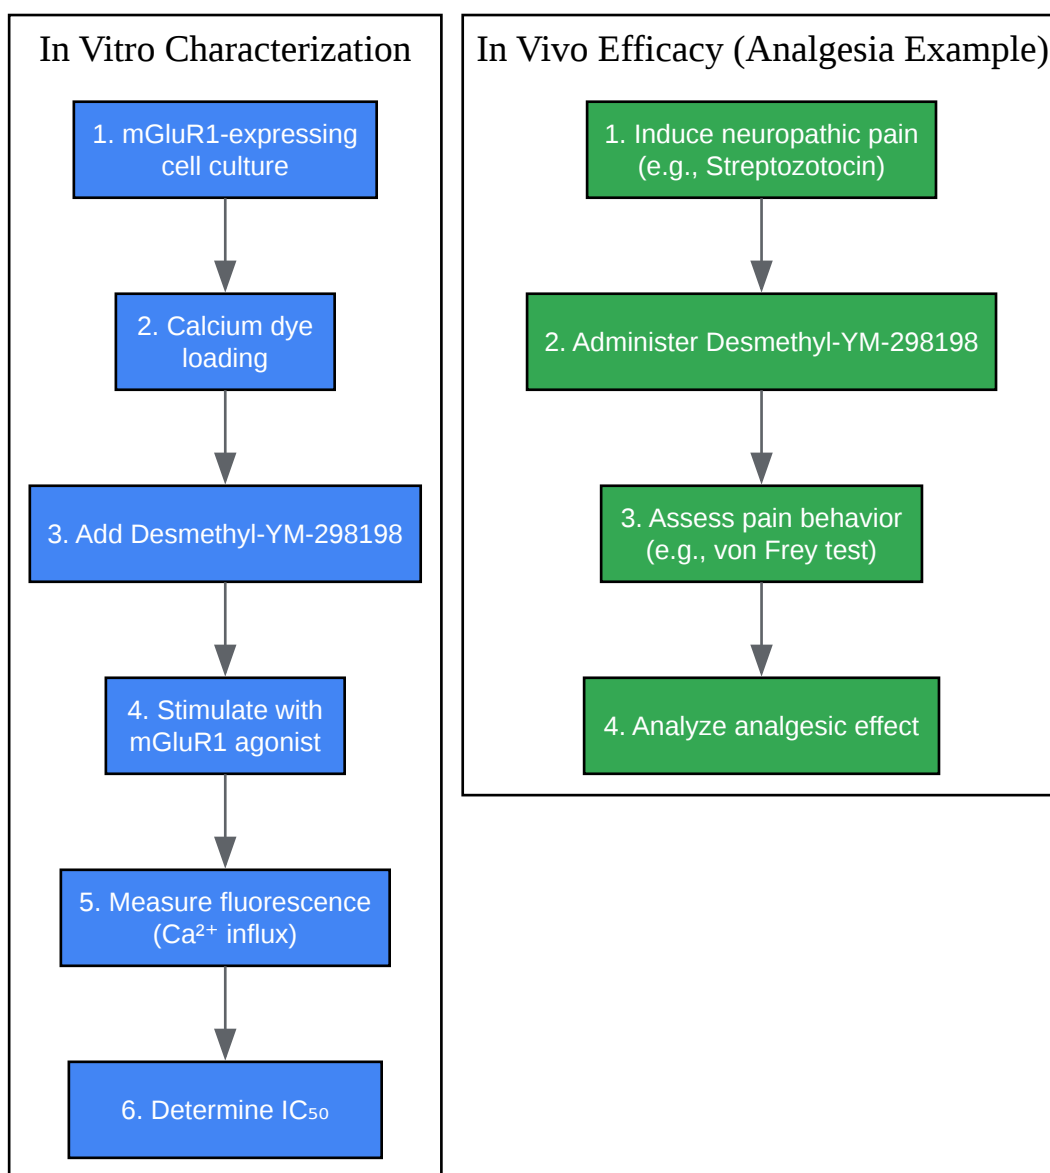 In Vitro Characterization
1. mGluR1-expressing
cell culture
2. Calcium dye
loading
3. Add Desmethyl-YM-298198
4. Stimulate with
mGluR1 agonist
5. Measure fluorescence
(Ca²⁺ influx)
6. Determine IC₅₀
In Vivo Efficacy (Analgesia Example)
1. Induce neuropathic pain
(e.g., Streptozotocin)
2. Administer Desmethyl-YM-298198
3. Assess pain behavior
(e.g., von Frey test)
4. Analyze analgesic effect